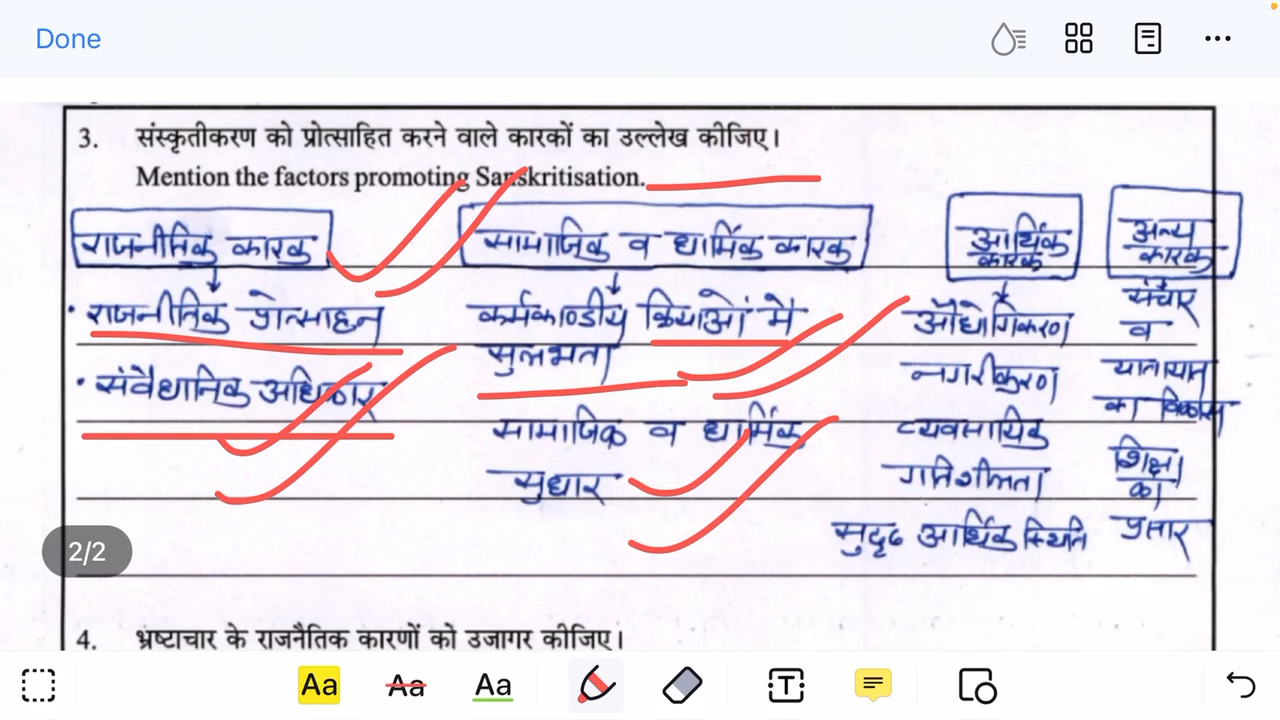 Done
3. संस्कृतीकरण को प्रोत्साहित करने वाले कारकों का उल्लेख कीजिए।
Mention the factors promoting Sanskritisation.
राजनीतिक कारक
• राजनीतिक प्रोत्साहन
• संवैधानिक अधिकार
सामाजिक व धार्मिक कारक
कर्मकाण्डीय क्रियाओं में
सुलभता
सामाजिक व धार्मिक
सुधार
आर्थिक
कारक
औद्योगिकरण
नगरीकरण
व्यवसायिक
गतिशीलता
सुदृढ आर्थिक स्थिति
अन्य
कारक
संचार
व
यातायात
का विकास
शिक्षा
का
प्रसार
2/2
4. भ्रष्टाचार के राजनैतिक कारणों को उजागर कीजिए।
Aa Aa Aa T